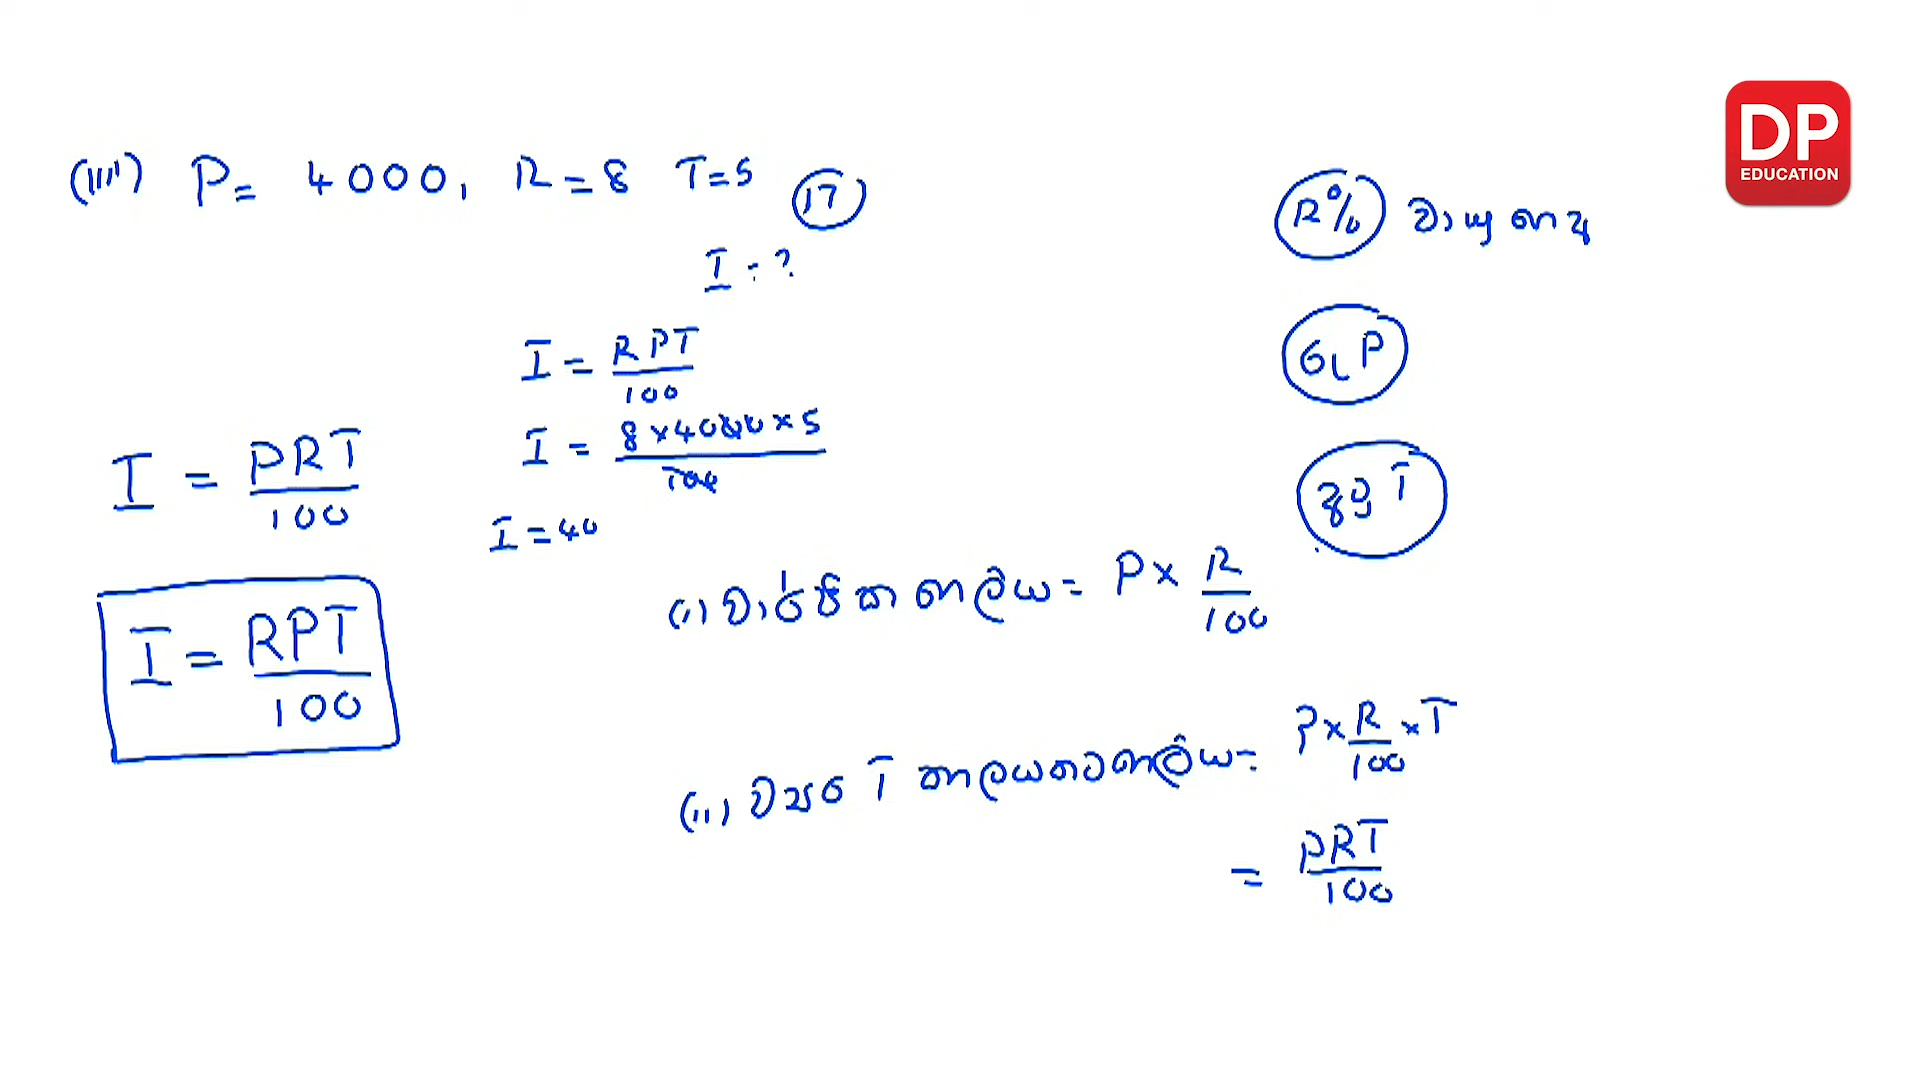 DP
EDUCATION
(iii) P = 4000, R = 8 T = 5
17
I = ?
I = RPT/100
I = 8 × 4000 × 5/100
I = 40
I = PRT/100
I = RPT/100
R%
රු P
අවු T
(i) වාර්ෂික පොලිය = P × R/100
(ii) වසර T පොලිය = P × R/100 × T
= PRT/100